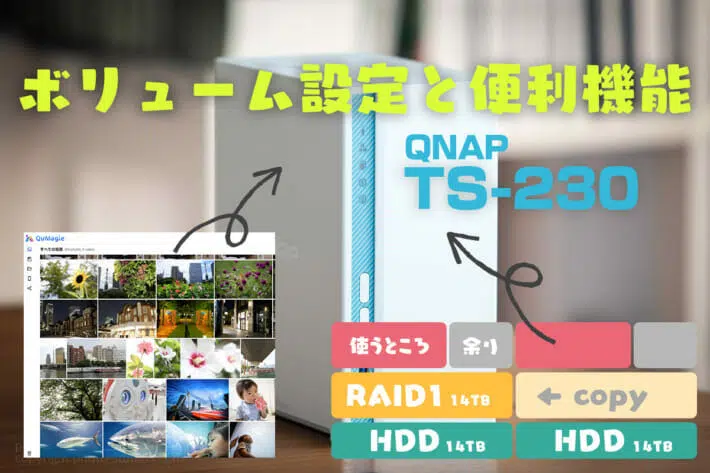 ボリューム設定と便利機能
QNAP
TS-230
QuMagie
使うところ 余り
RAID1 14TB ← copy
HDD 14TB HDD 14TB